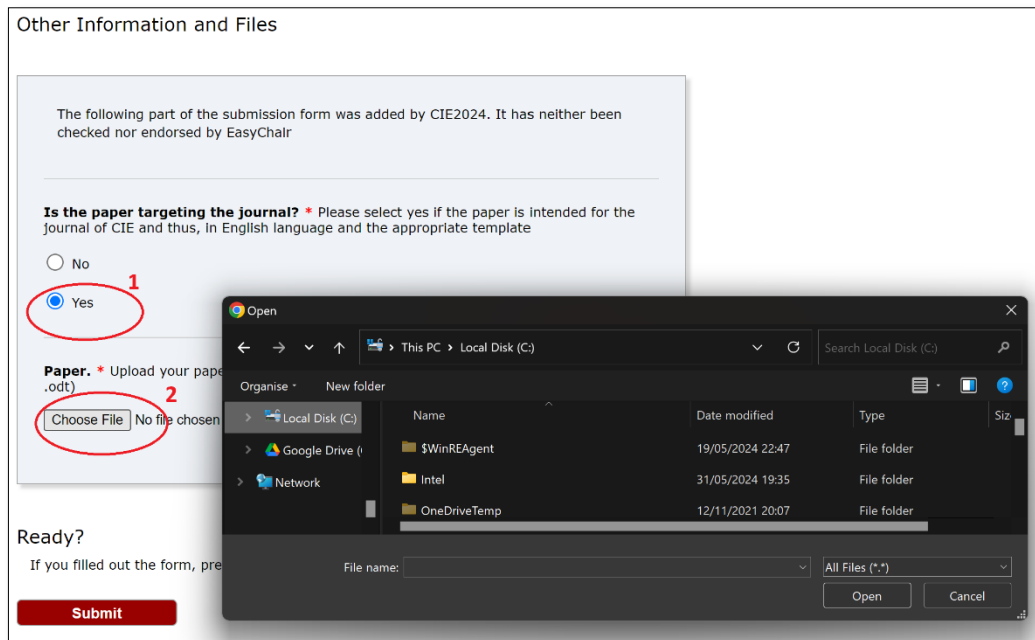 Other Information and Files
The following part of the submission form was added by CIE2024. It has neither been
checked nor endorsed by EasyChair
Is the paper targeting the journal? * Please select yes if the paper is intended for the
journal of CIE and thus, in English language and the appropriate template
No
1
Yes
Paper. * Upload your pape
.odt)
2
Choose File No file chosen
Open
This PC > Local Disk (C:)
Search Local Disk (C:)
Organise
New folder
Name
Date modified
Type
Siz
Local Disk (C:)
Google Drive (
Network
$WinREAgent 19/05/2024 22:47 File folder
Intel 31/05/2024 19:35 File folder
OneDriveTemp 12/11/2021 20:07 File folder
File name:
All Files (*.*)
Open
Cancel
Ready?
If you filled out the form, pre
Submit